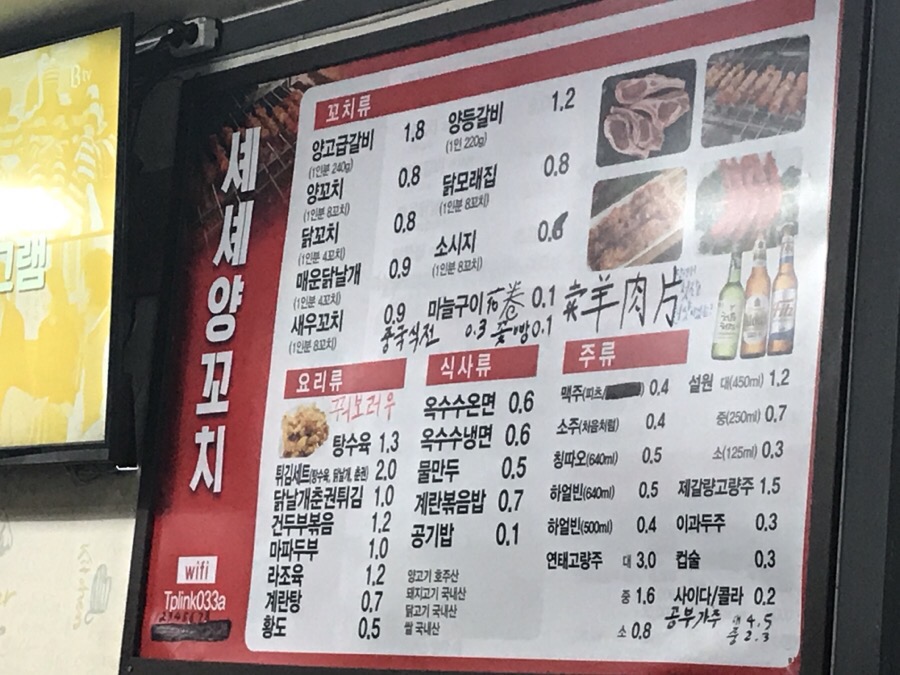 B tv
그램
세세양꼬치
wifi
Tplink033a
꼬치류
양고급갈비 1.8
(1인분 240g)
양꼬치 0.8
(1인분 8꼬치)
닭꼬치 0.8
(1인분 4꼬치)
매운닭날개 0.9
(1인분 4꼬치)
새우꼬치 0.9
(1인분 8꼬치)
양등갈비 1.2
(1인 220g)
닭모래집 0.8
(1인분 8꼬치)
소시지 0.6
(1인분 8꼬치)
마늘구이 0.1
중국식전 0.3 꽃빵 0.1
卖羊肉片
요리류
꿔보러우
탕수육 1.3
튀김세트(탕수육, 닭날개, 춘권) 2.0
닭날개춘권튀김 1.0
건두부볶음 1.2
마파두부 1.0
라조육 1.2
계란탕 0.7
황도 0.5
식사류
옥수수온면 0.6
옥수수냉면 0.6
물만두 0.5
계란볶음밥 0.7
공기밥 0.1
양고기 호주산
돼지고기 국내산
닭고기 국내산
쌀 국내산
주류
맥주(피츠/ 0.4
소주(처음처럼) 0.4
칭따오(640ml) 0.5
하얼빈(640ml) 0.5
하얼빈(500ml) 0.4
연태고량주 대 3.0
중 1.6
소 0.8
설원 대(450ml) 1.2
중(250ml) 0.7
소(125ml) 0.3
제갈량고량주 1.5
이과두주 0.3
컵술 0.3
사이다/콜라 0.2
공부가주 대 4.5
중 2.3